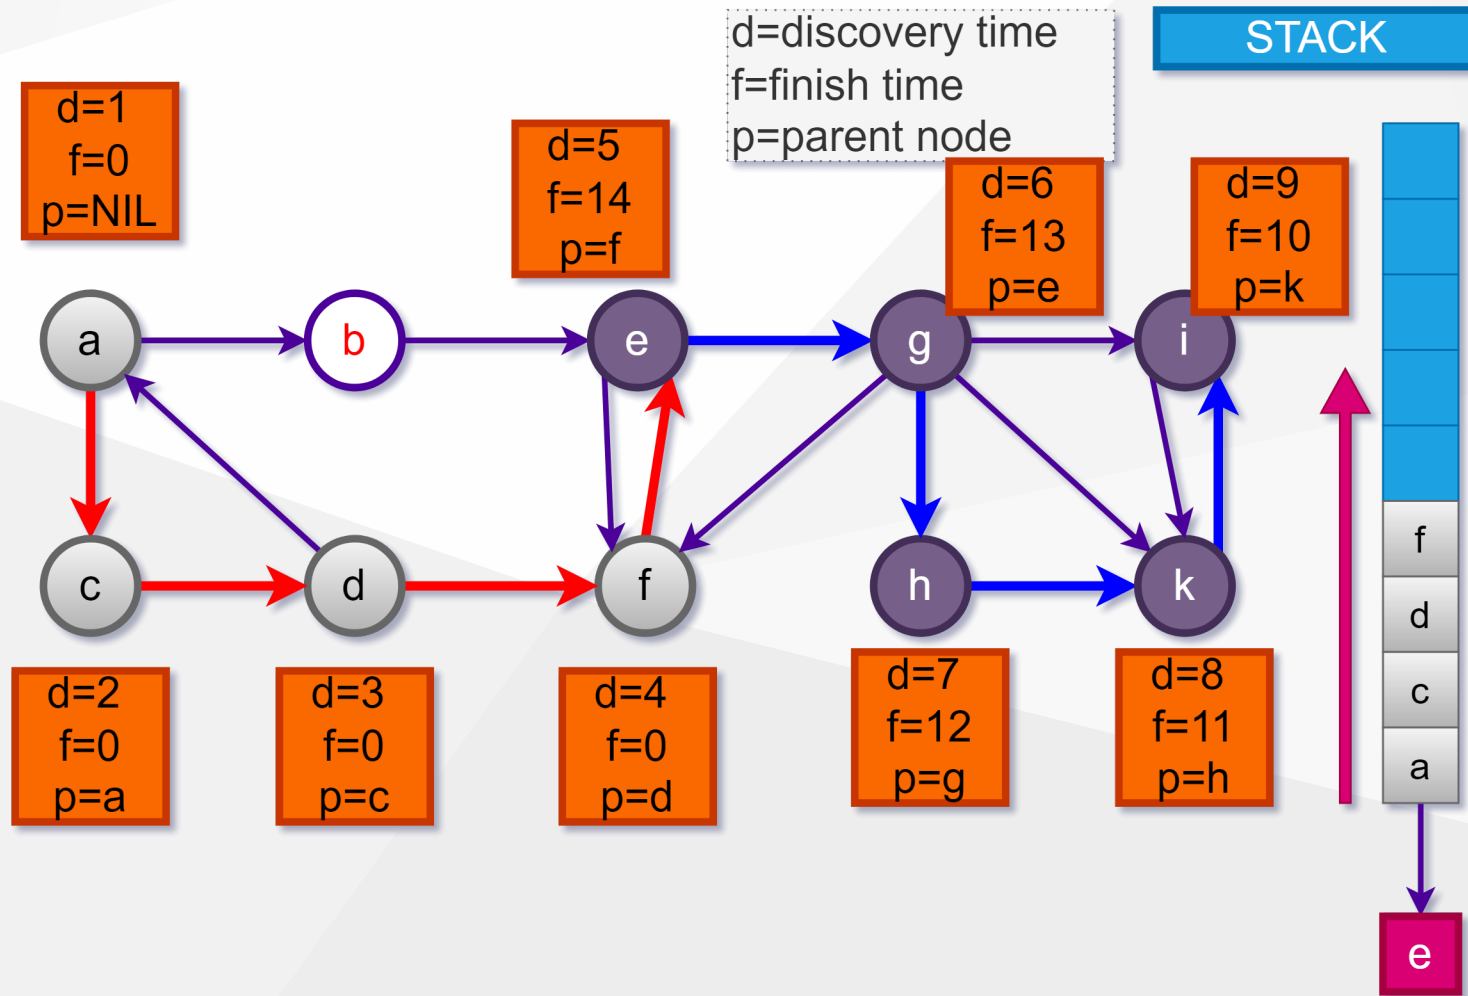 d=discovery time
f=finish time
p=parent node
STACK
d=1
f=0
p=NIL
d=5
f=14
p=f
d=6
f=13
p=e
d=9
f=10
p=k
a
b
e
g
i
c
d
f
h
k
d=2
f=0
p=a
d=3
f=0
p=c
d=4
f=0
p=d
d=7
f=12
p=g
d=8
f=11
p=h
f
d
c
a
e